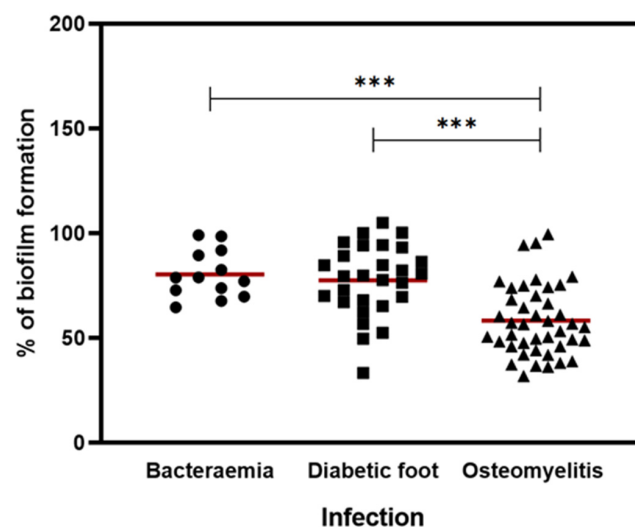 200
***
150
***
100
50
0
% of biofilm formation
Bacteraemia Diabetic foot Osteomyelitis
Infection